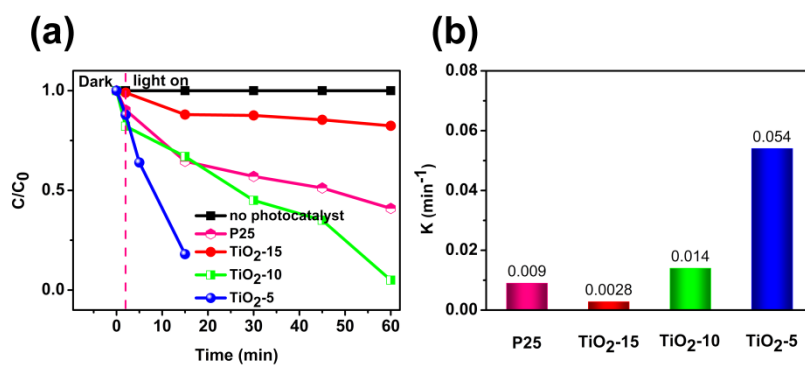 (a)
(b)
Dark
light on
1.0
0.5
0.0
C/C0
0 10 20 30 40 50 60
Time (min)
no photocatalyst
P25
TiO2-15
TiO2-10
TiO2-5
0.08
0.06
0.04
0.02
0.00
K (min-1)
0.009
0.0028
0.014
0.054
P25 TiO2-15 TiO2-10 TiO2-5